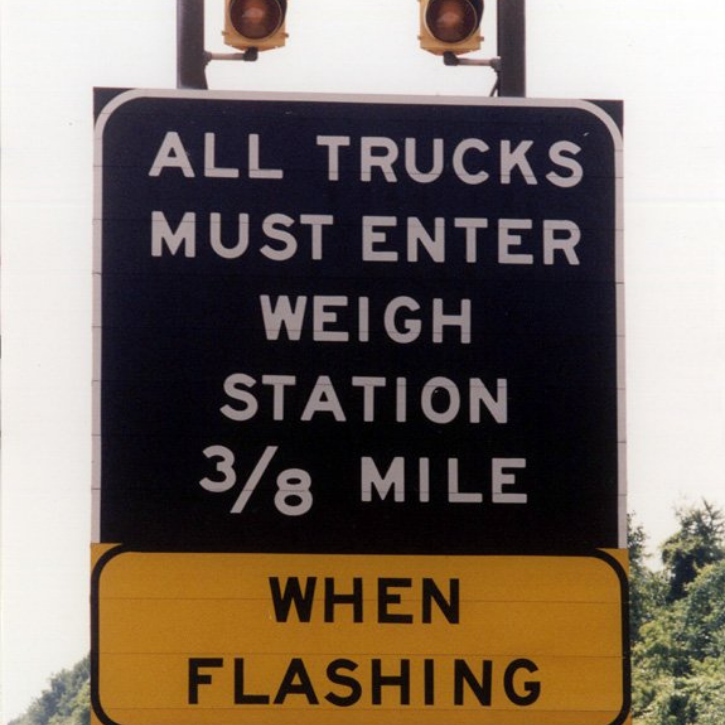 ALL TRUCKS
MUST ENTER
WEIGH
STATION
3/8 MILE
WHEN
FLASHING